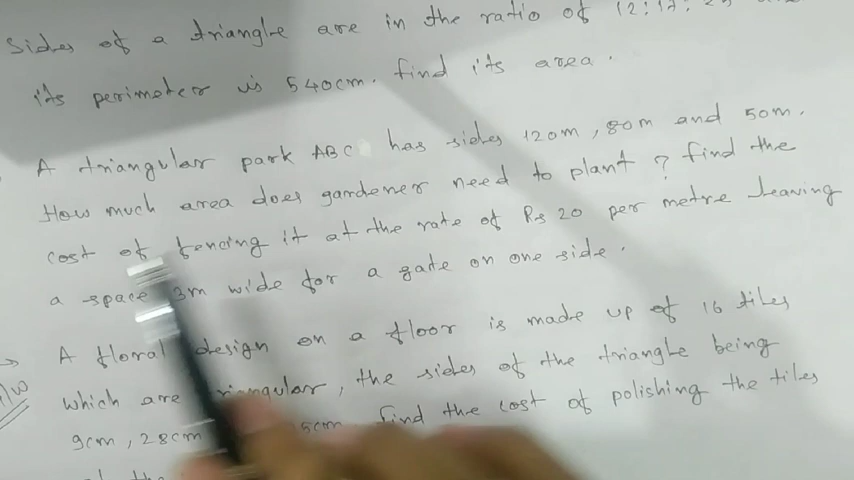 Sides of a triangle are in the ratio of 12:17:
its perimeter is 540cm. find its area.
A triangular park ABC has sides 120m, 80m and 50m.
How much area does gardener need to plant? find the
cost of fencing it at the rate of Rs 20 per metre leaving
a space 3m wide for a gate on one side.
A floral design on a floor is made up of 16 tiles
which are triangular, the sides of the triangle being
9cm, 28cm find the cost of polishing the tiles